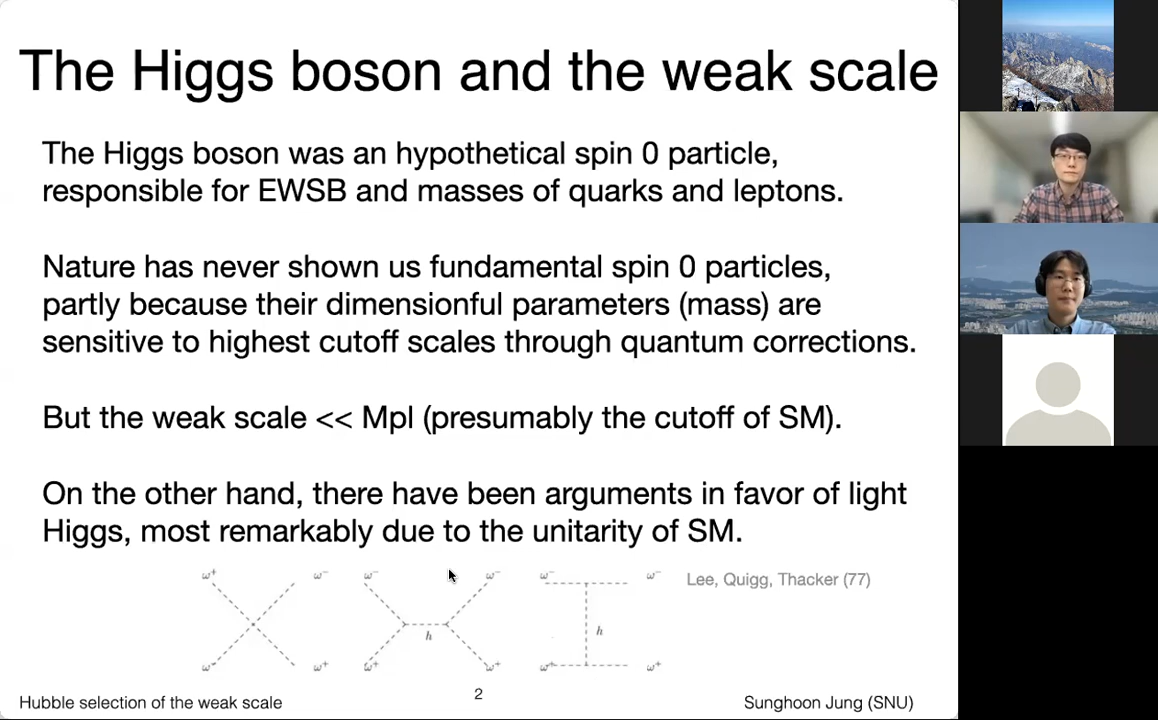 The Higgs boson and the weak scale
The Higgs boson was an hypothetical spin 0 particle,
responsible for EWSB and masses of quarks and leptons.
Nature has never shown us fundamental spin 0 particles,
partly because their dimensionful parameters (mass) are
sensitive to highest cutoff scales through quantum corrections.
But the weak scale << Mpl (presumably the cutoff of SM).
On the other hand, there have been arguments in favor of light
Higgs, most remarkably due to the unitarity of SM.
ω⁺ ω⁻ ω⁻ ω⁻ ω⁻ ω⁻
Lee, Quigg, Thacker (77)
h h
ω⁻ ω⁺ ω⁺ ω⁺ ω⁺ ω⁺
Hubble selection of the weak scale
2
Sunghoon Jung (SNU)